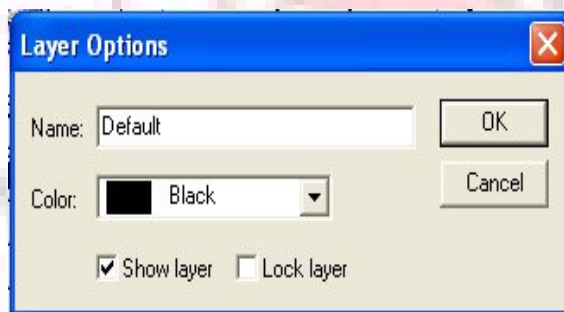 Layer Options
Name: Default OK
Color: Black Cancel
Show layer Lock layer